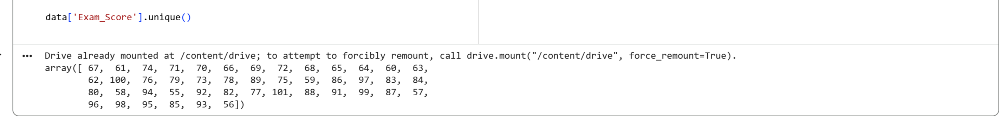 data['Exam_Score'].unique()
Drive already mounted at /content/drive; to attempt to forcibly remount, call drive.mount("/content/drive", force_remount=True).
array([ 67,  61,  74,  71,  70,  66,  69,  72,  68,  65,  64,  60,  63,
        62, 100,  76,  79,  73,  78,  89,  75,  59,  86,  97,  83,  84,
        80,  58,  94,  55,  92,  82,  77, 101,  88,  91,  99,  87,  57,
        96,  98,  95,  85,  93,  56])